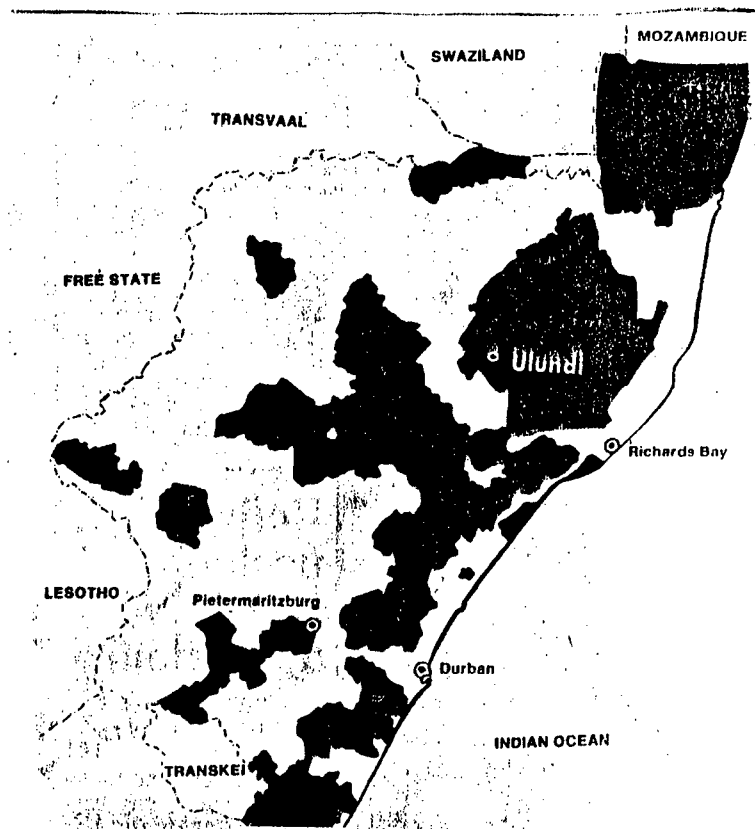 MOZAMBIQUE
SWAZILAND
TRANSVAAL
FREE STATE
Ulundi
Richards Bay
LESOTHO
Pietermaritzburg
Durban
INDIAN OCEAN
TRANSKEI